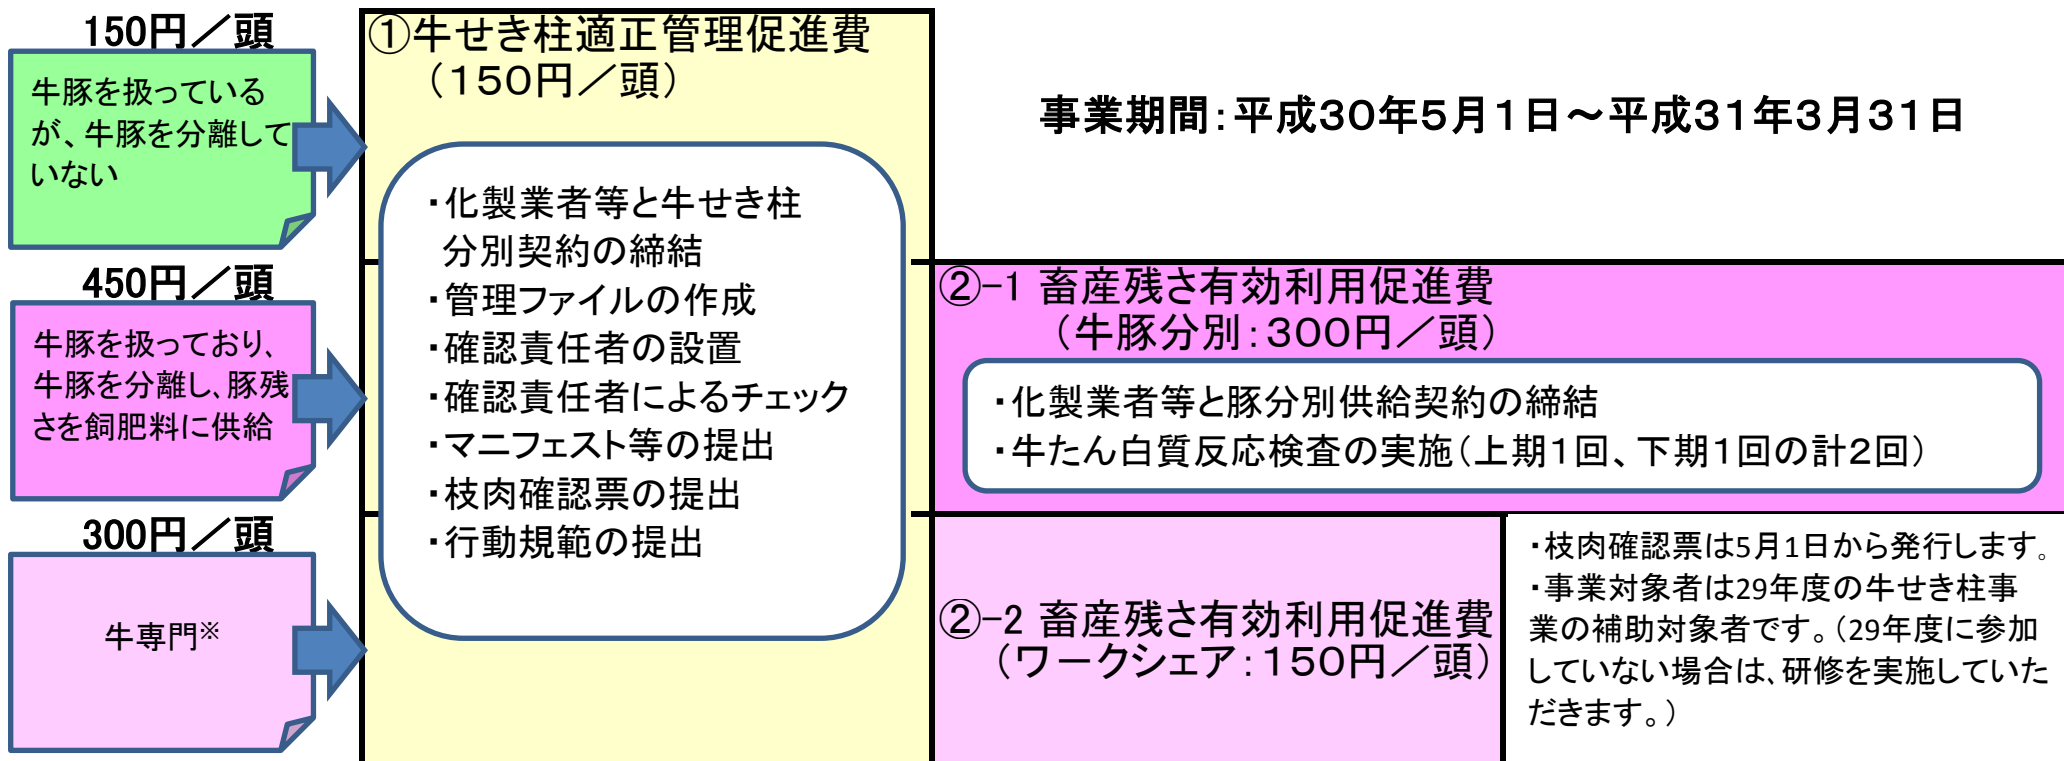 150円／頭
牛豚を扱っている
が、牛豚を分離して
いない
450円／頭
牛豚を扱っており、
牛豚を分離し、豚残
さを飼肥料に供給
300円／頭
牛専門※
①牛せき柱適正管理促進費
（１５０円／頭）
・化製業者等と牛せき柱
分別契約の締結
・管理ファイルの作成
・確認責任者の設置
・確認責任者によるチェック
・マニフェスト等の提出
・枝肉確認票の提出
・行動規範の提出
事業期間：平成３０年５月１日～平成３１年３月３１日
②-1 畜産残さ有効利用促進費
（牛豚分別：３００円／頭）
・化製業者等と豚分別供給契約の締結
・牛たん白質反応検査の実施（上期１回、下期１回の計２回）
②-2 畜産残さ有効利用促進費
（ワークシェア：１５０円／頭）
・枝肉確認票は5月1日から発行します。
・事業対象者は29年度の牛せき柱事
業の補助対象者です。（29年度に参加
していない場合は、研修を実施していた
だきます。）